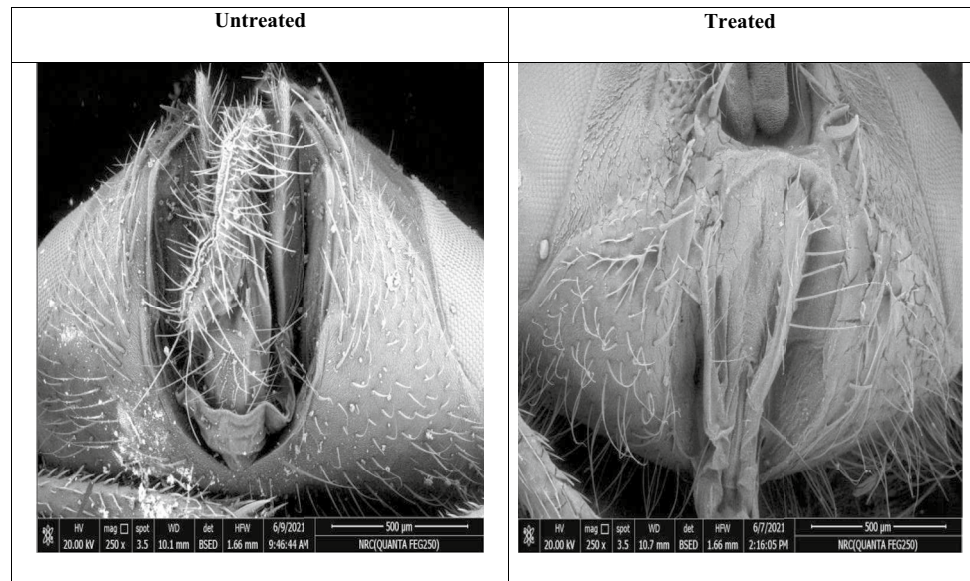 Untreated
Treated
HV mag □ spot WD det HFW 6/9/2021 500 µm
20.00 kV 250 x 3.5 10.1 mm BSED 1.66 mm 9:46:44 AM NRC(QUANTA FEG250)
HV mag □ spot WD det HFW 6/7/2021 500 µm
20.00 kV 250 x 3.5 10.7 mm BSED 1.66 mm 2:16:05 PM NRC(QUANTA FEG250)